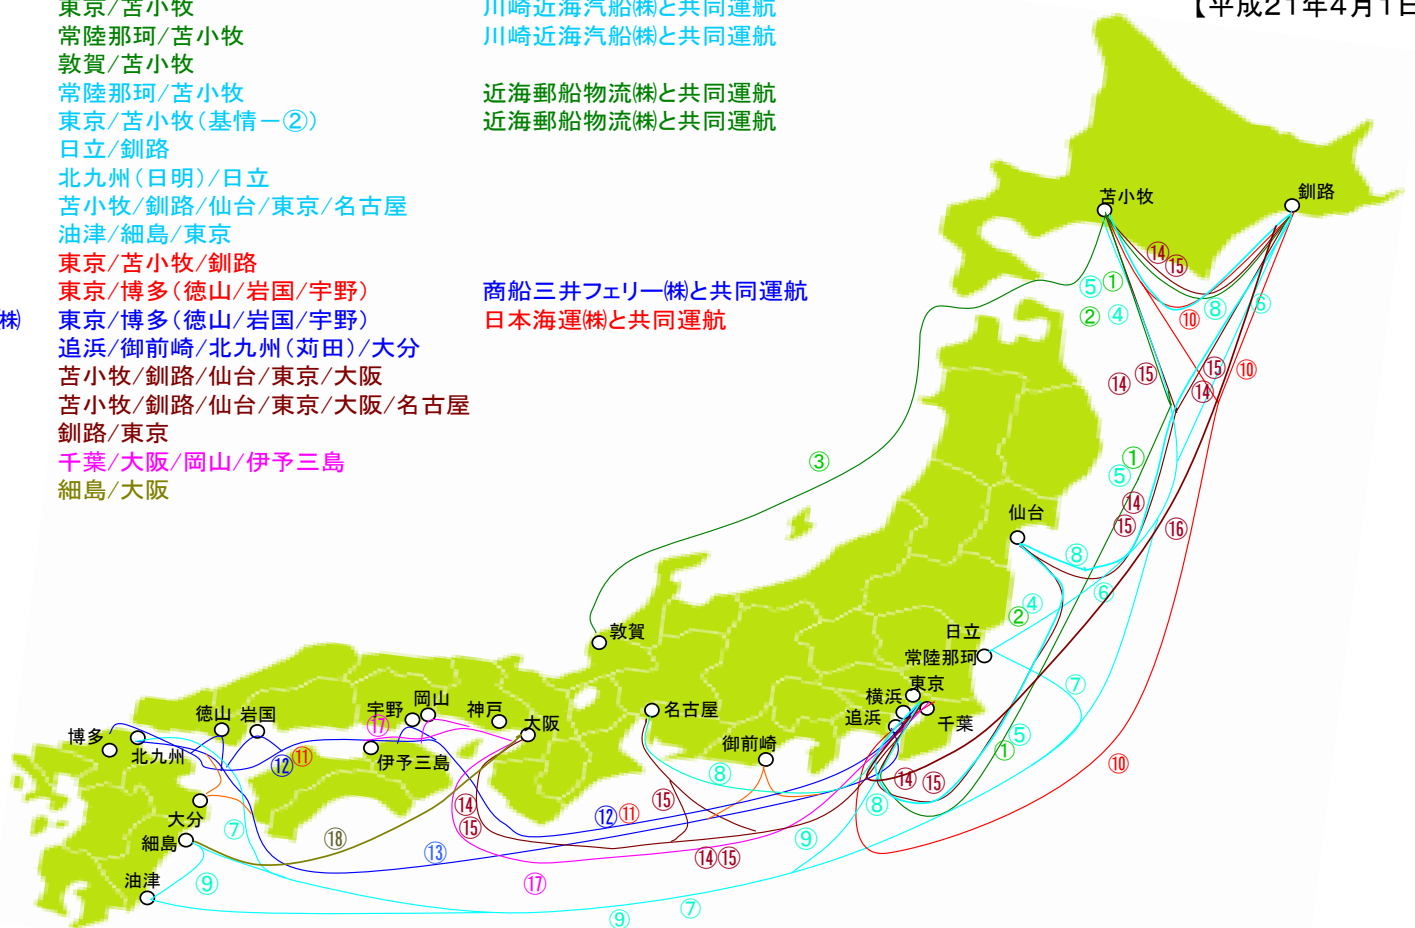 東京/苫小牧 川崎近海汽船㈱と共同運航
【平成21年4月1日
常陸那珂/苫小牧 川崎近海汽船㈱と共同運航
敦賀/苫小牧
常陸那珂/苫小牧 近海郵船物流㈱と共同運航
東京/苫小牧(基情ー②) 近海郵船物流㈱と共同運航
日立/釧路
北九州(日明)/日立
苫小牧/釧路/仙台/東京/名古屋
油津/細島/東京
東京/苫小牧/釧路
東京/博多(徳山/岩国/宇野) 商船三井フェリー㈱と共同運航
㈱ 東京/博多(徳山/岩国/宇野) 日本海運㈱と共同運航
追浜/御前崎/北九州(苅田)/大分
苫小牧/釧路/仙台/東京/大阪
苫小牧/釧路/仙台/東京/大阪/名古屋
釧路/東京
千葉/大阪/岡山/伊予三島
細島/大阪
苫小牧
釧路
⑭
⑮
⑤ ①
② ④
⑩
⑧
⑥
⑭ ⑮
⑮
⑭
⑩
③
①
⑤
⑭
⑮
⑯
仙台
⑧
⑥
④
②
敦賀
日立
常陸那珂
東京
横浜
追浜
千葉
⑦
⑤
①
⑩
名古屋
御前崎
⑧
⑮
⑭ ⑮
⑧
岡山
宇野
神戸
大阪
⑰
伊予三島
徳山
岩国
博多
北九州
⑫⑪
大分
細島
油津
⑦
⑱
⑬
⑭
⑮
⑫⑪
⑨
⑭⑮
⑰
⑨
⑦
⑨